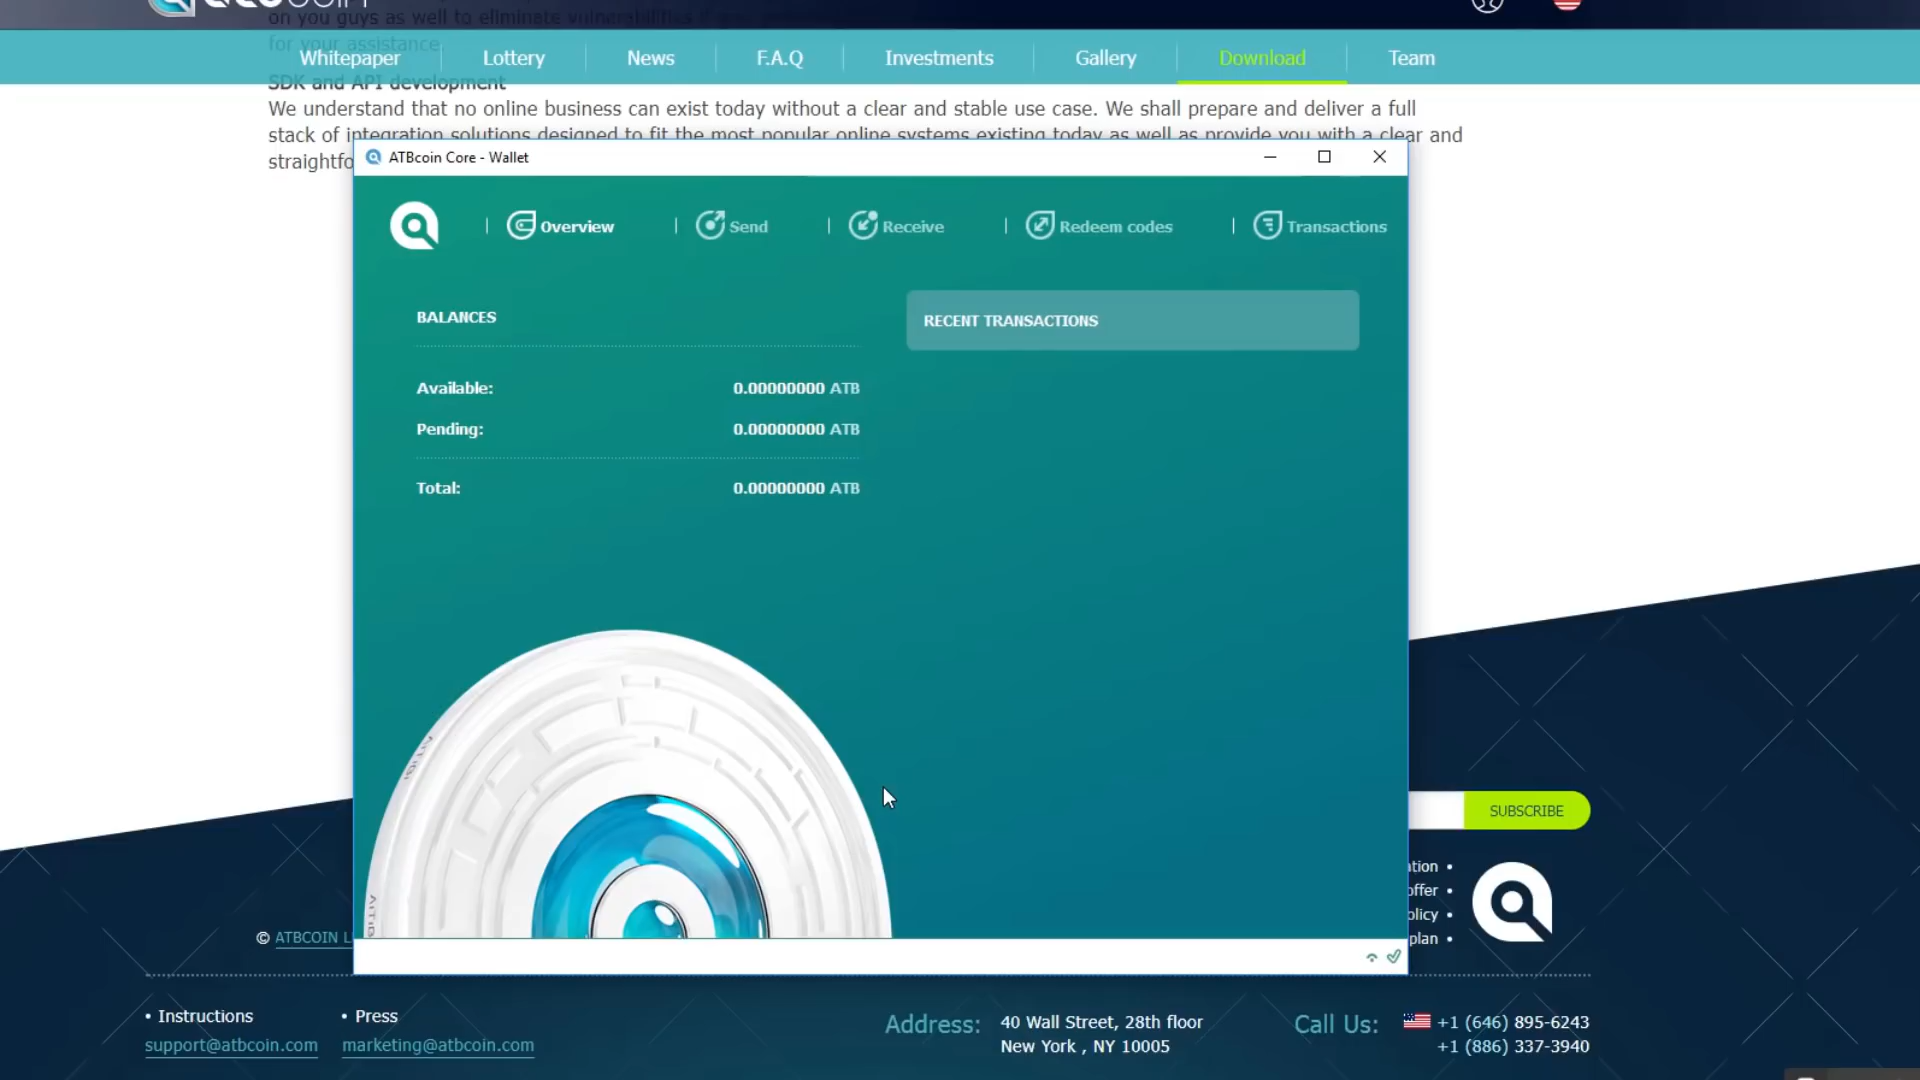 on you guys as well to eliminate vulnerabilities
for your assistance.
Whitepaper Lottery News F.A.Q Investments Gallery Download Team
SDK and API development
We understand that no online business can exist today without a clear and stable use case. We shall prepare and deliver a full
stack of integration solutions designed to fit the most popular online systems existing today as well as provide you with a clear and
ATBcoin Core - Wallet
Overview Send Receive Redeem codes Transactions
BALANCES
RECENT TRANSACTIONS
Available: 0.00000000 ATB
Pending: 0.00000000 ATB
Total: 0.00000000 ATB
SUBSCRIBE
© ATBCOIN
• Instructions • Press
support@atbcoin.com marketing@atbcoin.com
Address: 40 Wall Street, 28th floor
New York , NY 10005
Call Us: +1 (646) 895-6243
+1 (886) 337-3940